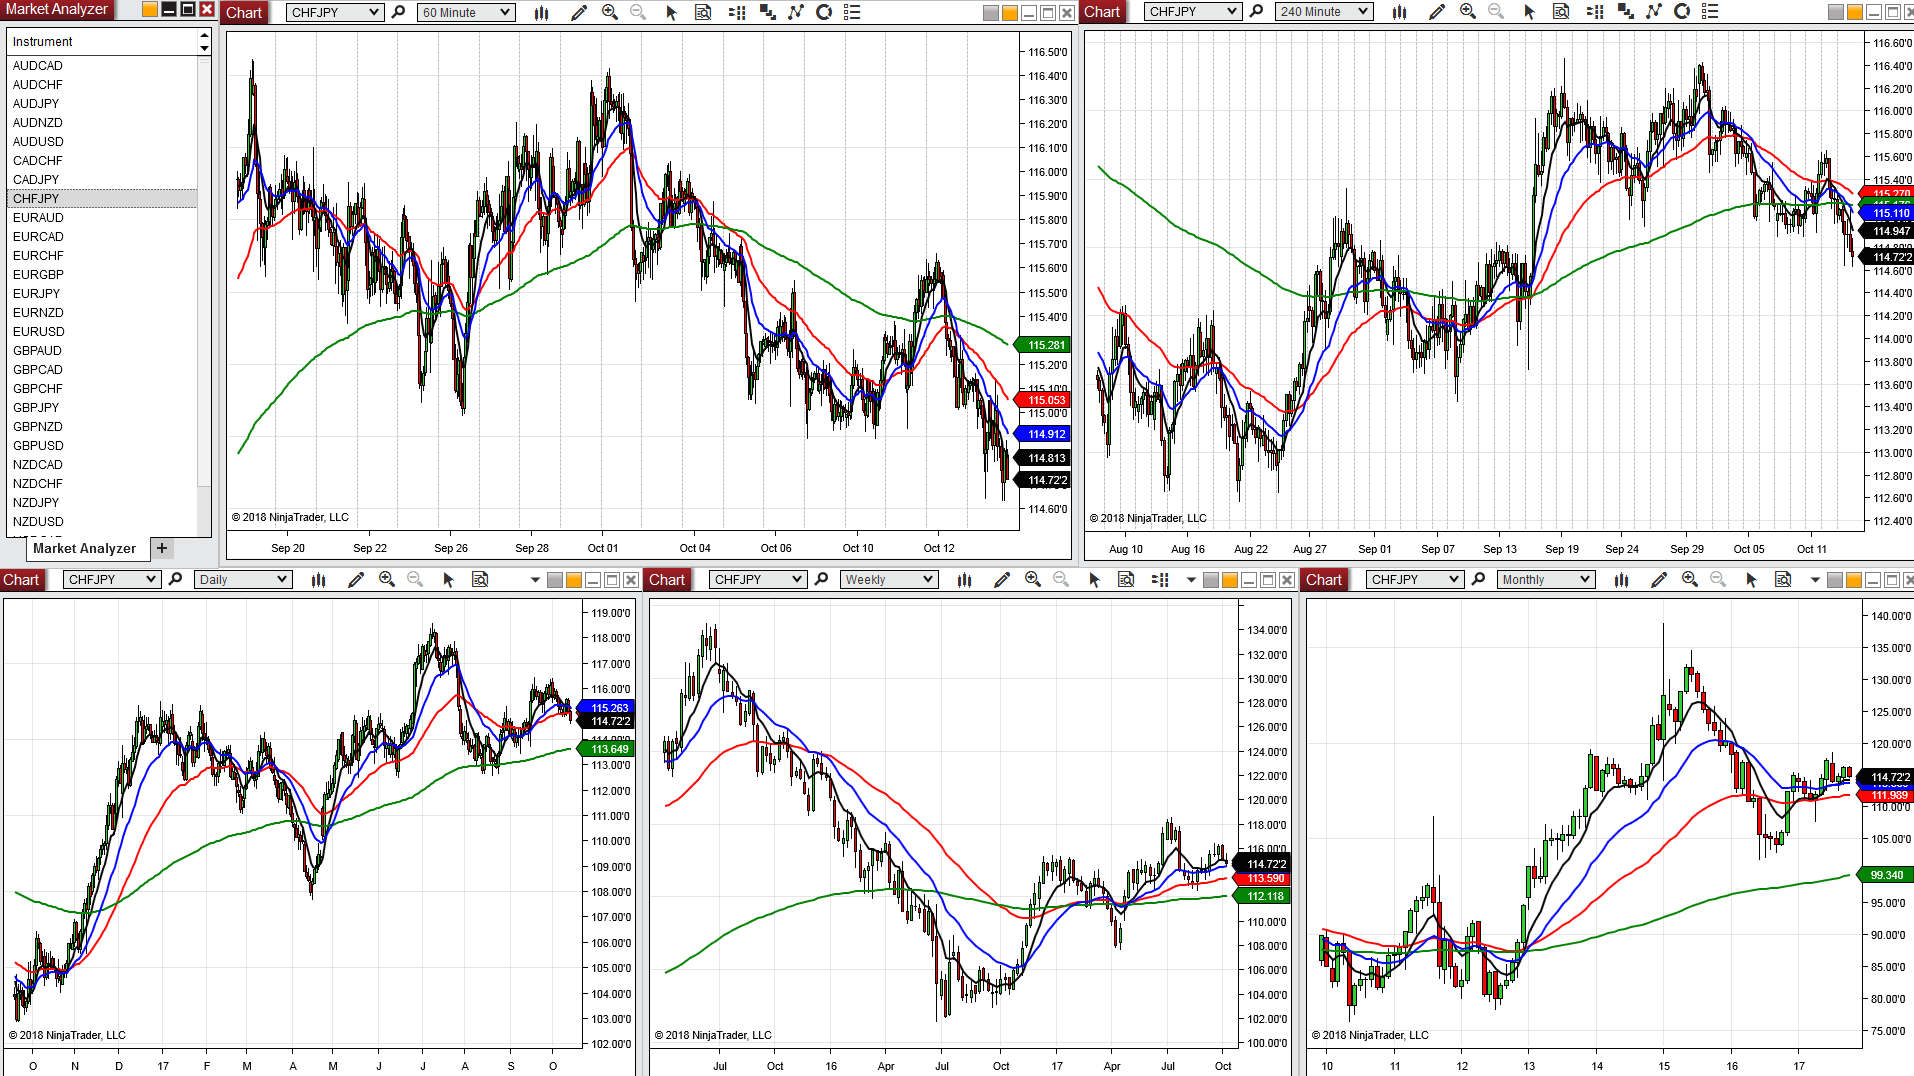 Market Analyzer
Instrument
AUDCAD
AUDCHF
AUDJPY
AUDNZD
AUDUSD
CADCHF
CADJPY
CHFJPY
EURAUD
EURCAD
EURCHF
EURGBP
EURJPY
EURNZD
EURUSD
GBPAUD
GBPCAD
GBPCHF
GBPJPY
GBPNZD
GBPUSD
NZDCAD
NZDCHF
NZDJPY
NZDUSD
Market Analyzer +
Chart CHFJPY 60 Minute
116.50'0
116.40'0
116.30'0
116.20'0
116.10'0
116.00'0
115.90'0
115.80'0
115.70'0
115.60'0
115.50'0
115.40'0
115.281
115.20'0
115.10'0
115.053
115.00'0
114.912
114.813
114.72'2
114.60'0
© 2018 NinjaTrader, LLC
Sep 20 Sep 22 Sep 26 Sep 28 Oct 01 Oct 04 Oct 06 Oct 10 Oct 12
Chart CHFJPY 240 Minute
116.60'0
116.40'0
116.20'0
116.00'0
115.80'0
115.60'0
115.40'0
115.270
115.110
114.947
114.72'2
114.60'0
114.40'0
114.20'0
114.00'0
113.80'0
113.60'0
113.40'0
113.20'0
113.00'0
112.80'0
112.60'0
112.40'0
© 2018 NinjaTrader, LLC
Aug 10 Aug 16 Aug 22 Aug 27 Sep 01 Sep 07 Sep 13 Sep 19 Sep 24 Sep 29 Oct 05 Oct 11
Chart CHFJPY Daily
119.00'0
118.00'0
117.00'0
116.00'0
115.263
114.72'2
113.649
113.00'0
112.00'0
111.00'0
110.00'0
109.00'0
108.00'0
107.00'0
106.00'0
105.00'0
104.00'0
103.00'0
102.00'0
© 2018 NinjaTrader, LLC
O N D 17 F M A M J J A S O
Chart CHFJPY Weekly
134.00'0
132.00'0
130.00'0
128.00'0
126.00'0
124.00'0
122.00'0
120.00'0
118.00'0
116.00'0
114.72'2
113.590
112.118
110.00'0
108.00'0
106.00'0
104.00'0
102.00'0
100.00'0
© 2018 NinjaTrader, LLC
Jul Oct 16 Apr Jul Oct 17 Apr Jul Oct
Chart CHFJPY Monthly
140.00'0
135.00'0
130.00'0
125.00'0
120.00'0
114.72'2
111.989
110.00'0
105.00'0
99.340
95.00'0
90.00'0
85.00'0
80.00'0
75.00'0
© 2018 NinjaTrader, LLC
10 11 12 13 14 15 16 17